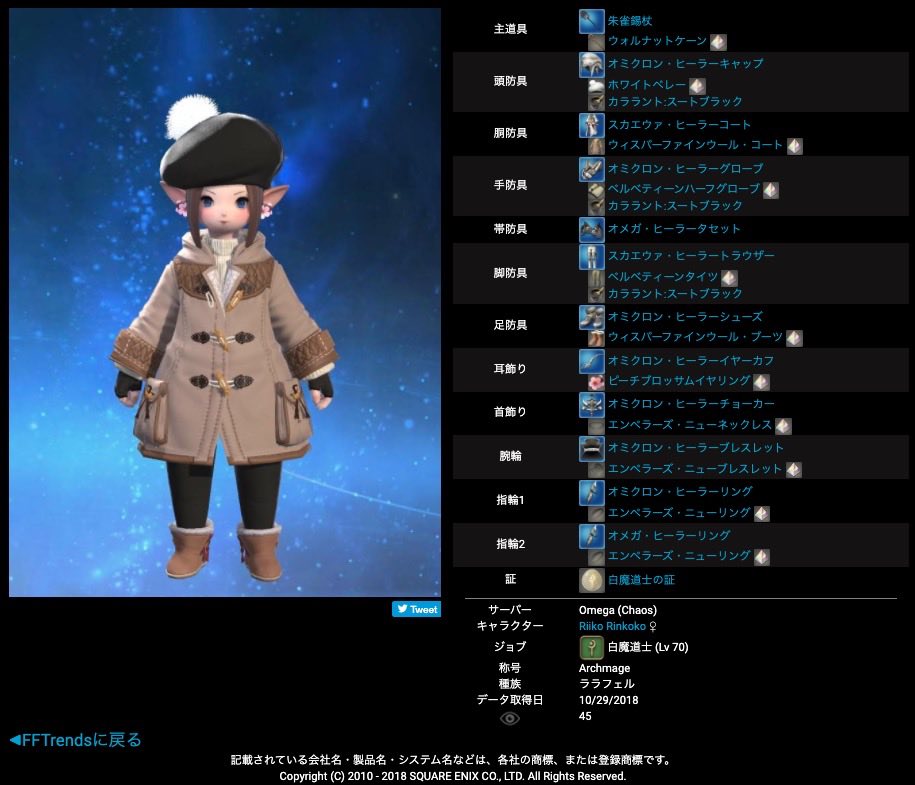 主道具
朱雀錫杖
ウォルナットケーン
頭防具
オミクロン・ヒーラーキャップ
ホワイトベレー
カララント:スートブラック
胴防具
スカエウァ・ヒーラーコート
ウィスパーファインウール・コート
手防具
オミクロン・ヒーラーグローブ
ベルベティーンハーフグローブ
カララント:スートブラック
帯防具
オメガ・ヒーラータセット
脚防具
スカエウァ・ヒーラートラウザー
ベルベティーンタイツ
カララント:スートブラック
足防具
オミクロン・ヒーラーシューズ
ウィスパーファインウール・ブーツ
耳飾り
オミクロン・ヒーラーイヤーカフ
ピーチブロッサムイヤリング
首飾り
オミクロン・ヒーラーチョーカー
エンペラーズ・ニューネックレス
腕輪
オミクロン・ヒーラーブレスレット
エンペラーズ・ニューブレスレット
指輪1
オミクロン・ヒーラーリング
エンペラーズ・ニューリング
指輪2
オメガ・ヒーラーリング
エンペラーズ・ニューリング
証
白魔道士の証
Tweet
サーバー Omega (Chaos)
キャラクター Riiko Rinkoko ♀
ジョブ 白魔道士 (Lv 70)
称号 Archmage
種族 ララフェル
データ取得日 10/29/2018
45
◀FFTrendsに戻る
記載されている会社名・製品名・システム名などは、各社の商標、または登録商標です。
Copyright (C) 2010 - 2018 SQUARE ENIX CO., LTD. All Rights Reserved.